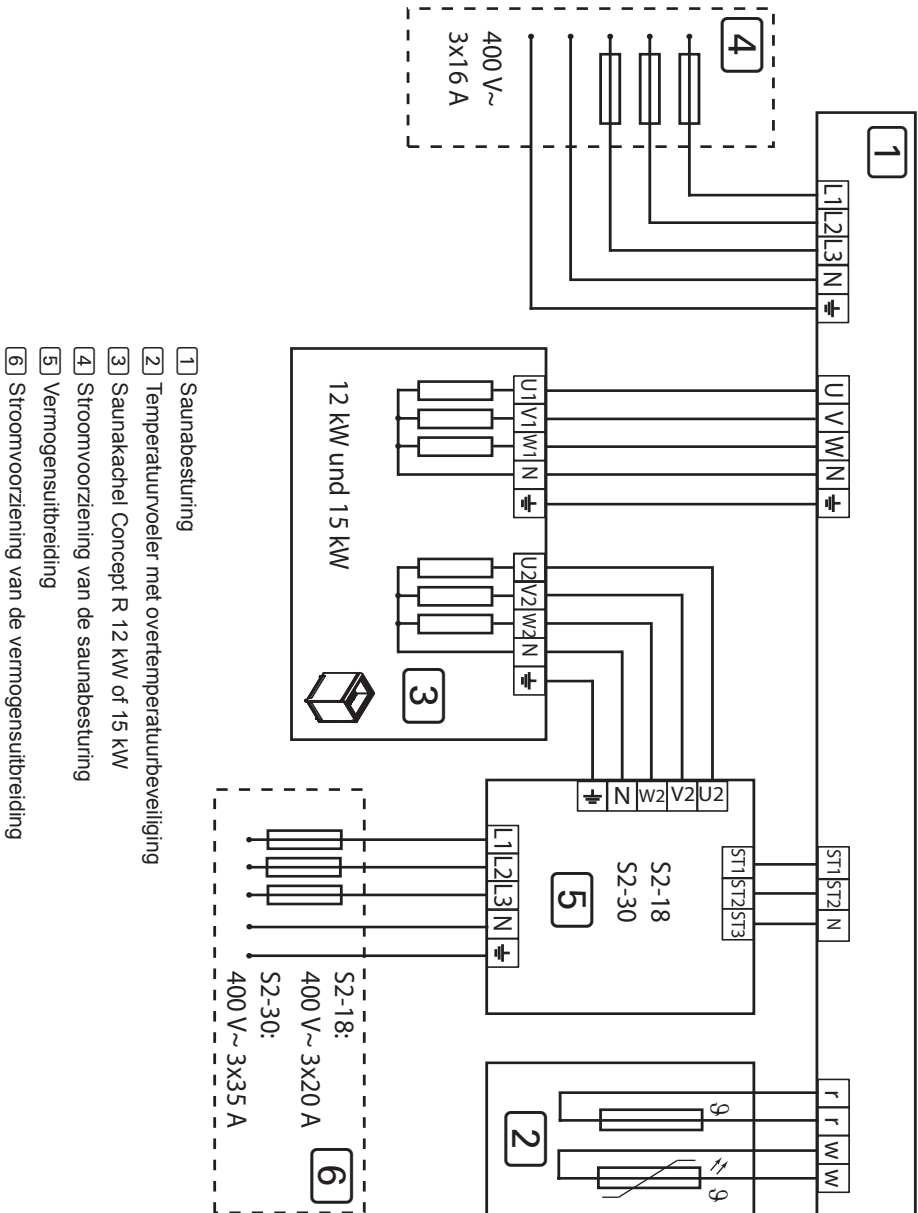 1
L1 L2 L3 N
U V W N
ST1 ST2 N
r r w w
4
400 V~
3x16 A
U1 V1 W1 N
U2 V2 W2 N
12 kW und 15 kW
3
U2 V2 W2 N
ST1 ST2 ST3
S2-18
S2-30
5
L1 L2 L3 N
ϑ
ϑ
2
S2-18:
400 V~ 3x20 A
S2-30:
400 V~ 3x35 A
6
1 Saunabesturing
2 Temperatuurvoeler met overtemperatuurbeveiliging
3 Saunakachel Concept R 12 kW of 15 kW
4 Stroomvoorziening van de saunabesturing
5 Vermogensuitbreiding
6 Stroomvoorziening van de vermogensuitbreiding